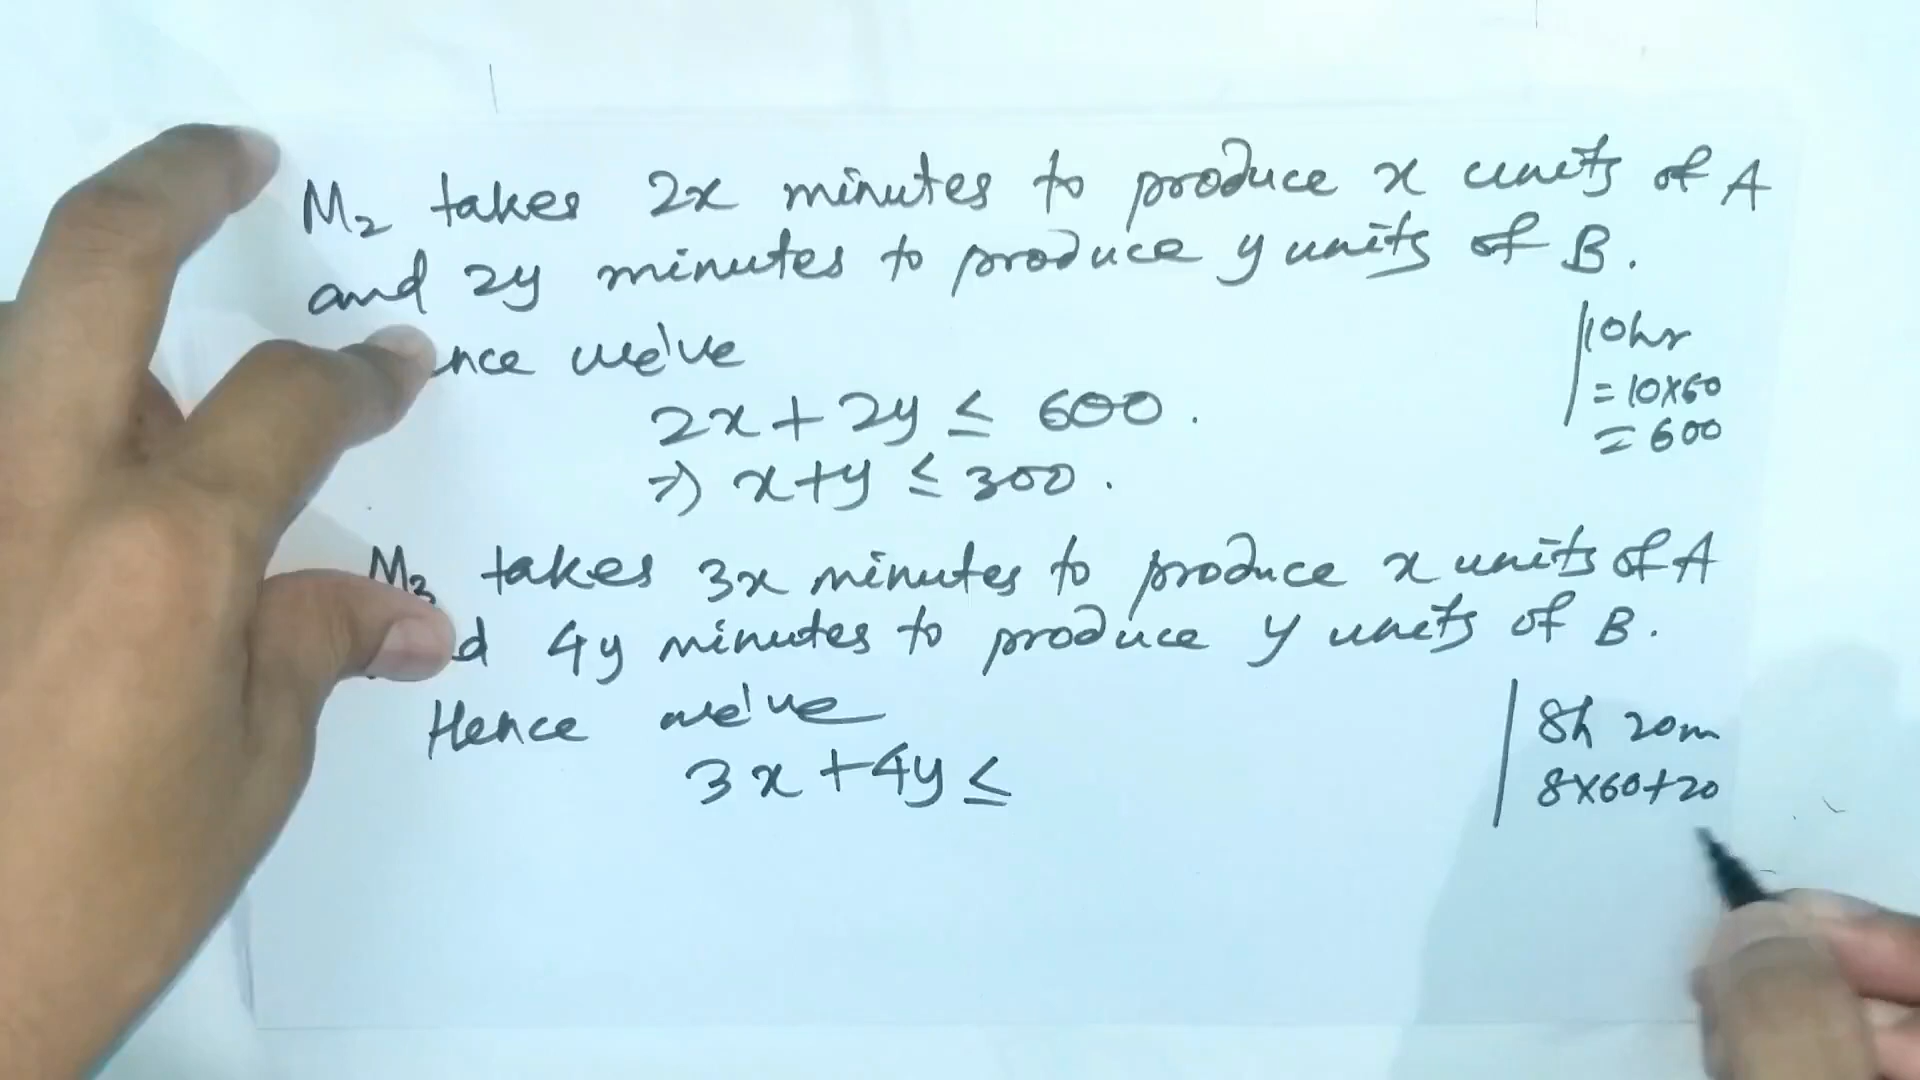 M2 takes 2x minutes to produce x units of A
and 2y minutes to produce y units of B.
nce we've
2x + 2y ≤ 600.
⇒ x+y ≤ 300.
10hr
= 10x60
= 600
M3 takes 3x minutes to produce x units of A
d 4y minutes to produce y units of B.
Hence we've
3x + 4y ≤
8h 20m
8x60+20